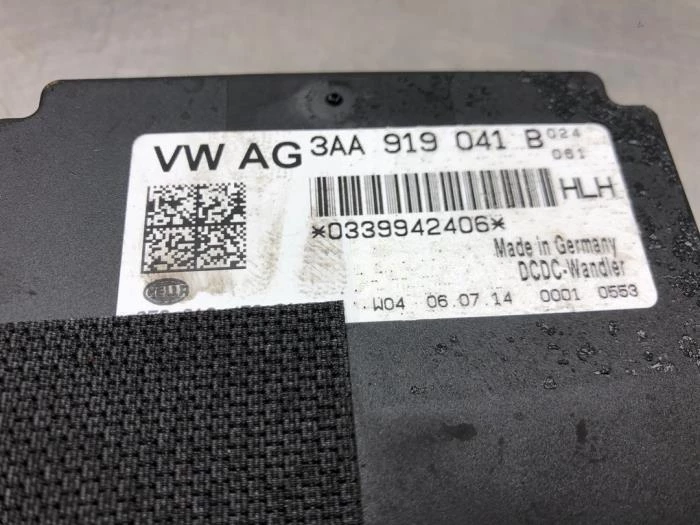 VW AG 3AA 919 041 B 024
061
HLH
*0339942406*
Made in Germany
DCDC-Wandler
HELLA
W04 06.07.14 0001 0553